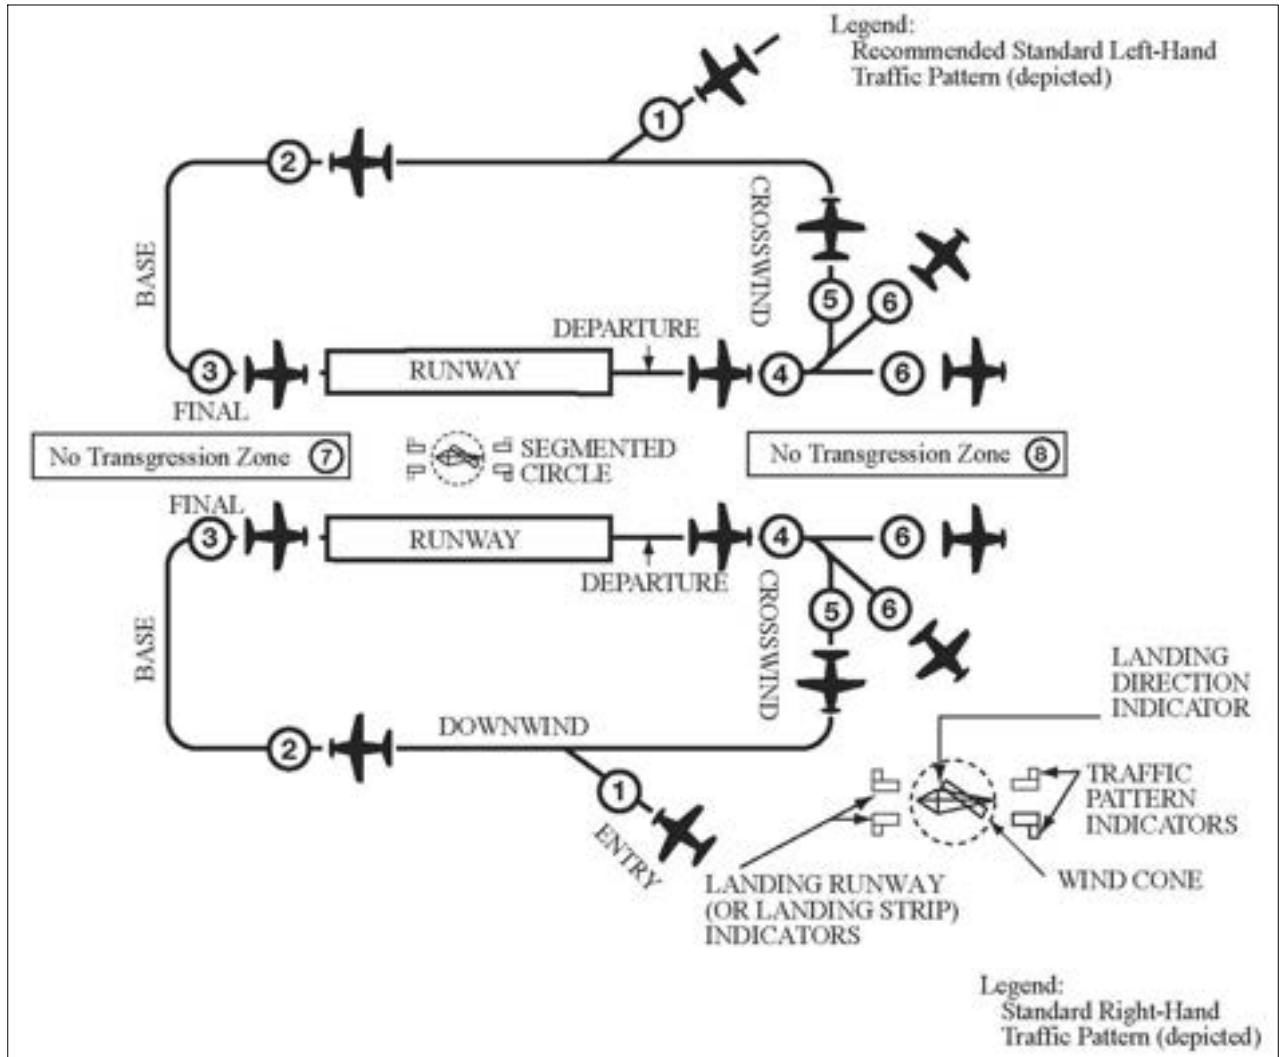 Legend:
Recommended Standard Left-Hand
Traffic Pattern (depicted)
1
2
CROSSWIND
BASE
5
6
DEPARTURE
3
RUNWAY
4
6
FINAL
No Transgression Zone 7
SEGMENTED
CIRCLE
No Transgression Zone 8
FINAL
3
RUNWAY
4
6
DEPARTURE
CROSSWIND
5
6
BASE
LANDING
DIRECTION
INDICATOR
DOWNWIND
2
1
ENTRY
TRAFFIC
PATTERN
INDICATORS
WIND CONE
LANDING RUNWAY
(OR LANDING STRIP)
INDICATORS
Legend:
Standard Right-Hand
Traffic Pattern (depicted)